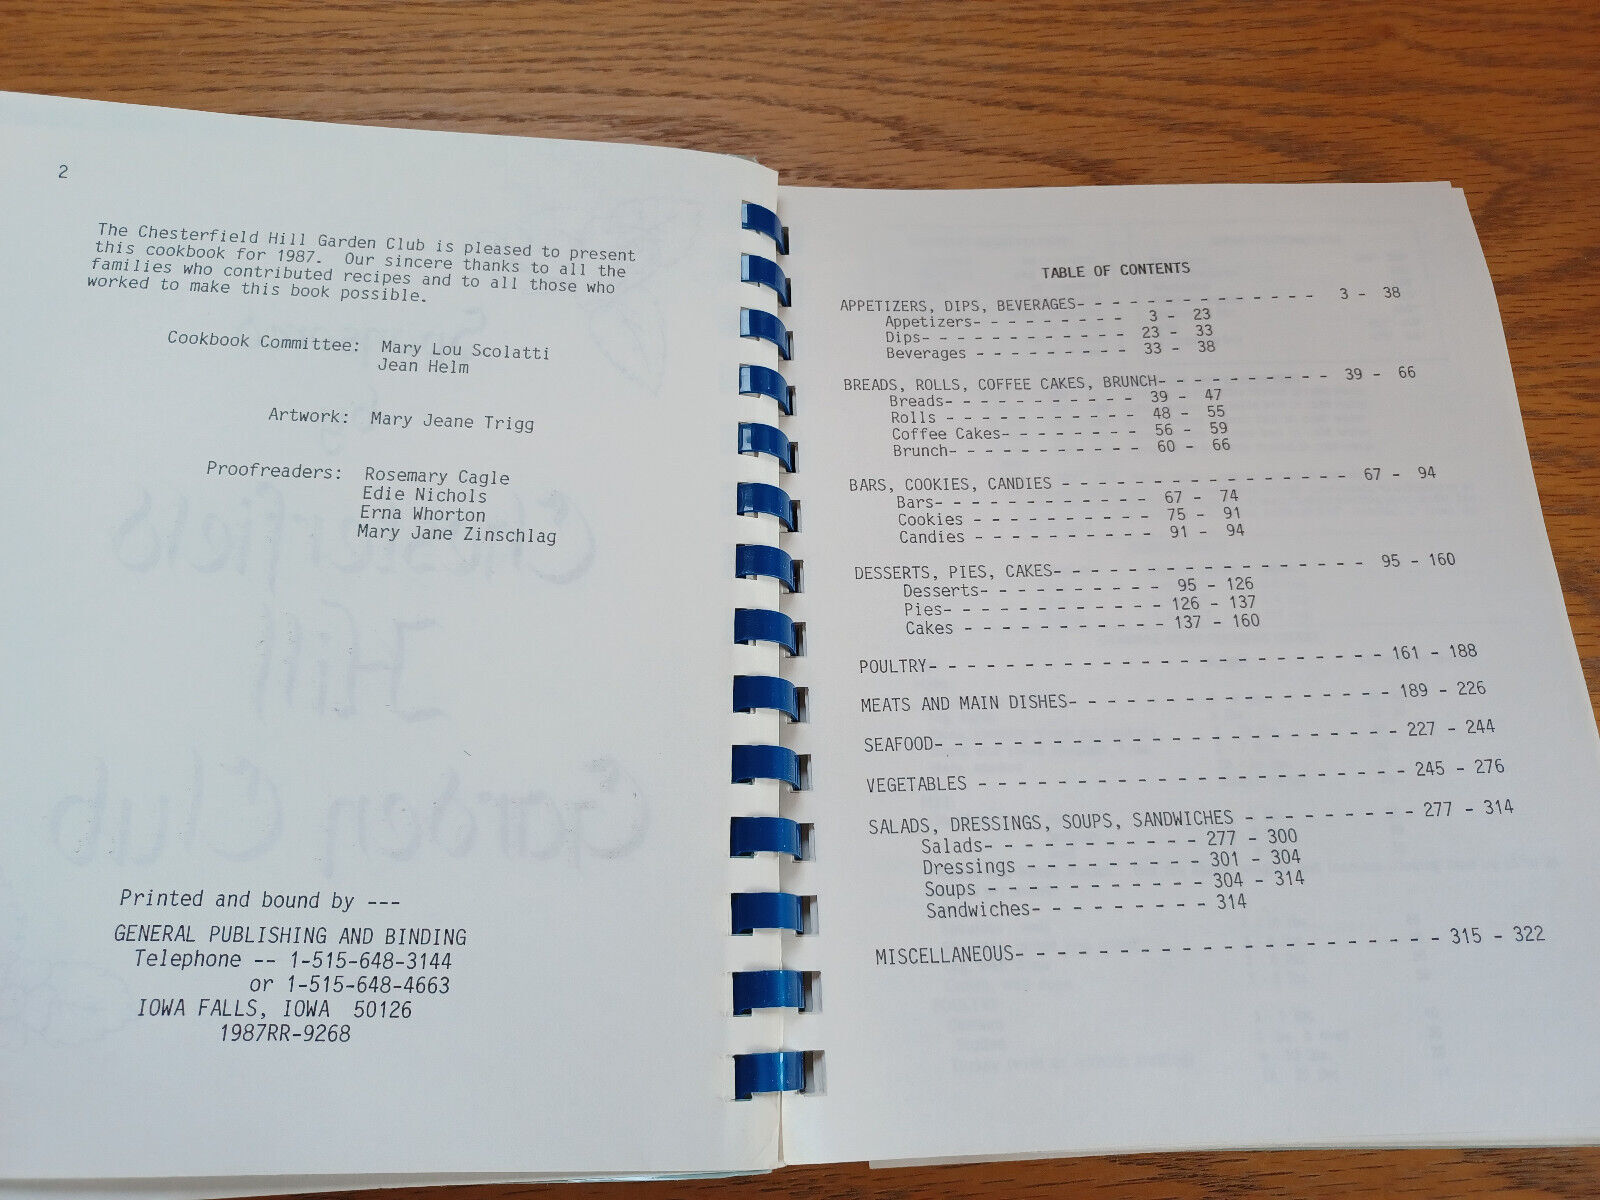 2
The Chesterfield Hill Garden Club is pleased to present
this cookbook for 1987. Our sincere thanks to all the
families who contributed recipes and to all those who
worked to make this book possible.
Cookbook Committee: Mary Lou Scolatti
Jean Helm
Artwork: Mary Jeane Trigg
Proofreaders: Rosemary Cagle
Edie Nichols
Erna Whorton
Mary Jane Zinschlag
Printed and bound by ---
GENERAL PUBLISHING AND BINDING
Telephone -- 1-515-648-3144
or 1-515-648-4663
IOWA FALLS, IOWA 50126
1987RR-9268
TABLE OF CONTENTS
APPETIZERS, DIPS, BEVERAGES- - - - - - - - - - - - - - 3 - 38
Appetizers- - - - - - - - - 3 - 23
Dips- - - - - - - - - - - - 23 - 33
Beverages - - - - - - - - - 33 - 38
BREADS, ROLLS, COFFEE CAKES, BRUNCH- - - - - - - - - - 39 - 66
Breads- - - - - - - - - - - 39 - 47
Rolls - - - - - - - - - - - 48 - 55
Coffee Cakes- - - - - - - - 56 - 59
Brunch- - - - - - - - - - - 60 - 66
BARS, COOKIES, CANDIES - - - - - - - - - - - - - - - - 67 - 94
Bars- - - - - - - - - - - - 67 - 74
Cookies - - - - - - - - - - 75 - 91
Candies - - - - - - - - - - 91 - 94
DESSERTS, PIES, CAKES- - - - - - - - - - - - - - - - - 95 - 160
Desserts- - - - - - - - - - 95 - 126
Pies- - - - - - - - - - - - 126 - 137
Cakes - - - - - - - - - - - 137 - 160
POULTRY- - - - - - - - - - - - - - - - - - - - - - - - 161 - 188
MEATS AND MAIN DISHES- - - - - - - - - - - - - - - - - 189 - 226
SEAFOOD- - - - - - - - - - - - - - - - - - - - - - - - 227 - 244
VEGETABLES - - - - - - - - - - - - - - - - - - - - - - 245 - 276
SALADS, DRESSINGS, SOUPS, SANDWICHES - - - - - - - - - 277 - 314
Salads- - - - - - - - - - - 277 - 300
Dressings - - - - - - - - - 301 - 304
Soups - - - - - - - - - - - 304 - 314
Sandwiches- - - - - - - - - 314
MISCELLANEOUS- - - - - - - - - - - - - - - - - - - - - 315 - 322